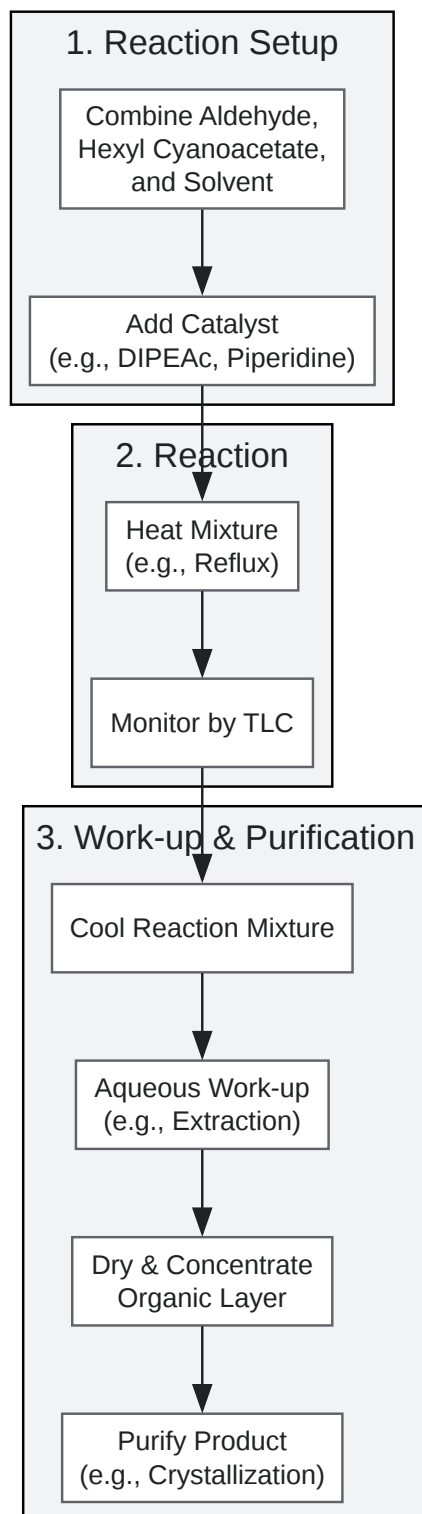 1. Reaction Setup
Combine Aldehyde,
Hexyl Cyanoacetate,
and Solvent
Add Catalyst
(e.g., DIPEAc, Piperidine)
2. Reaction
Heat Mixture
(e.g., Reflux)
Monitor by TLC
3. Work-up & Purification
Cool Reaction Mixture
Aqueous Work-up
(e.g., Extraction)
Dry & Concentrate
Organic Layer
Purify Product
(e.g., Crystallization)